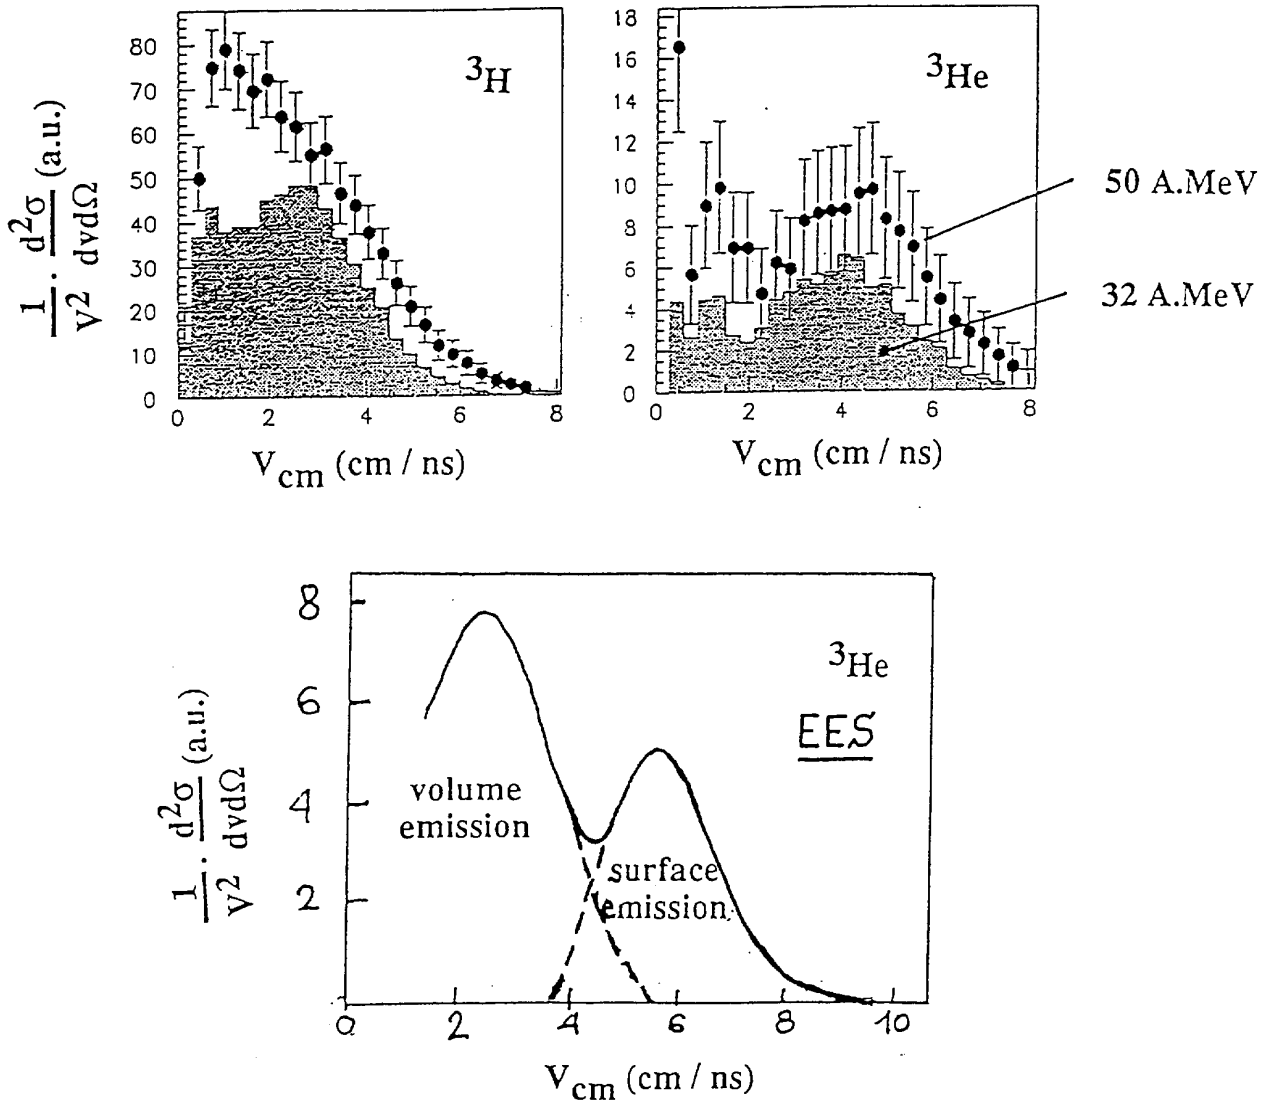 ³H
80
70
60
50
40
30
20
10
0
0 2 4 6 8
V_cm (cm / ns)
1/V² · d²σ/dvdΩ (a.u.)
³He
18
16
14
12
10
8
6
4
2
0
0 2 4 6 8
V_cm (cm / ns)
50 A.MeV
32 A.MeV
³He
EES
8
6
4
2
volume
emission
surface
emission
0 2 4 6 8 10
V_cm (cm / ns)
1/V² · d²σ/dvdΩ (a.u.)